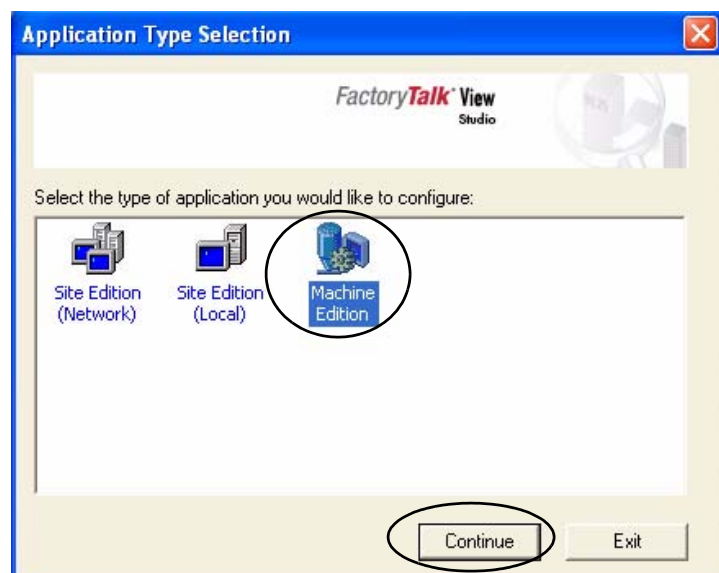 Application Type Selection
FactoryTalk View
Studio
Select the type of application you would like to configure:
Site Edition
(Network)
Site Edition
(Local)
Machine
Edition
Continue
Exit